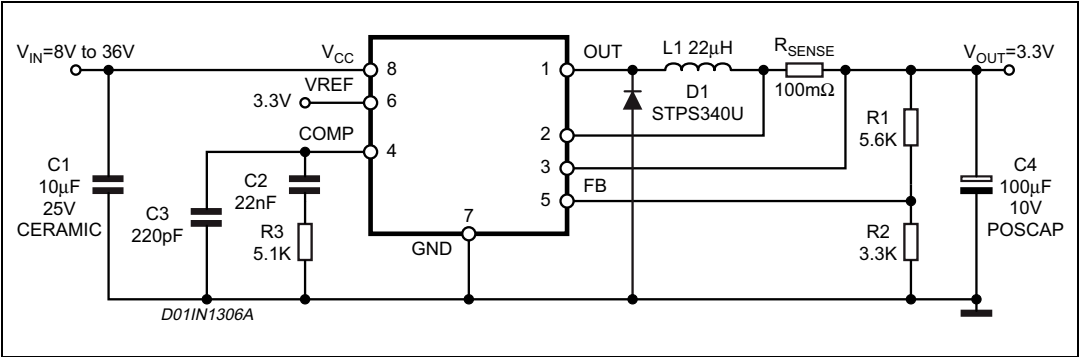 V_IN=8V to 36V
V_CC
8
VREF
3.3V
6
COMP
4
C1
10μF
25V
CERAMIC
C3
220pF
C2
22nF
R3
5.1K
7
GND
D01IN1306A
OUT
1
2
3
FB
5
L1 22μH
D1
STPS340U
R_SENSE
100mΩ
V_OUT=3.3V
R1
5.6K
R2
3.3K
C4
100μF
10V
POSCAP